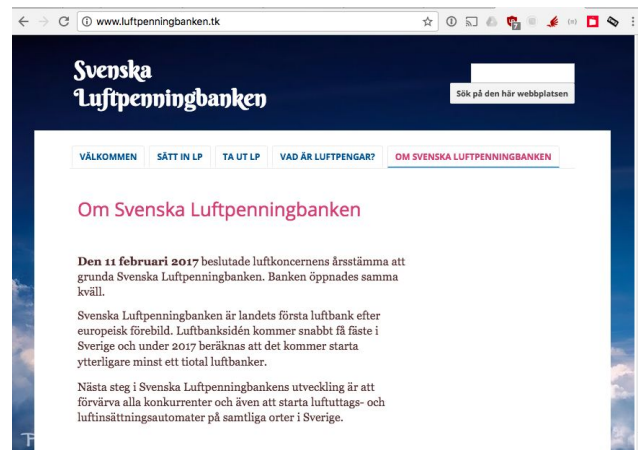 www.luftpenningbanken.tk
7
Svenska
Luftpenningbanken
Sök på den här webbplatsen
VÄLKOMMEN SÄTT IN LP TA UT LP VAD ÄR LUFTPENGAR? OM SVENSKA LUFTPENNINGBANKEN
Om Svenska Luftpenningbanken
Den 11 februari 2017 beslutade luftkoncernens årsstämma att
grunda Svenska Luftpenningbanken. Banken öppnades samma
kväll.
Svenska Luftpenningbanken är landets första luftbank efter
europeisk förebild. Luftbanksidén kommer snabbt få fäste i
Sverige och under 2017 beräknas att det kommer starta
ytterligare minst ett tiotal luftbanker.
Nästa steg i Svenska Luftpenningbankens utveckling är att
förvärva alla konkurrenter och även att starta luftuttags- och
luftinsättningsautomater på samtliga orter i Sverige.